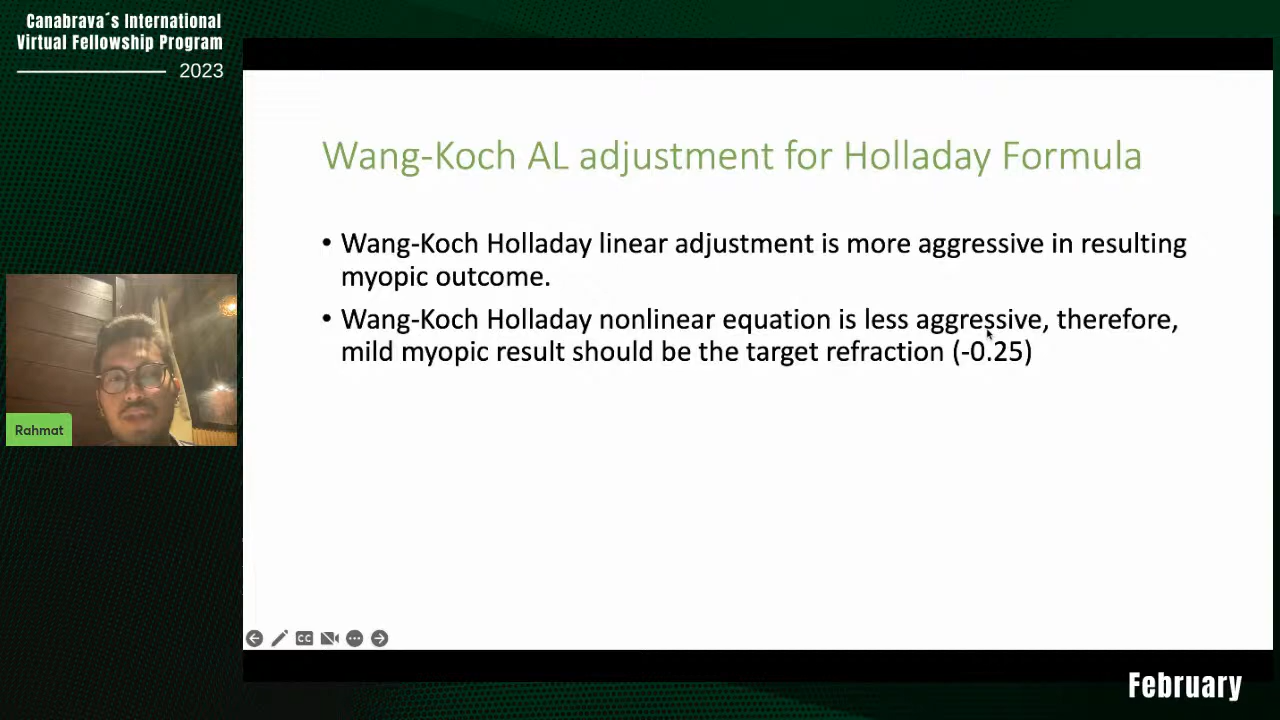 Canabrava´s International
Virtual Fellowship Program
2023
Wang-Koch AL adjustment for Holladay Formula
• Wang-Koch Holladay linear adjustment is more aggressive in resulting
myopic outcome.
• Wang-Koch Holladay nonlinear equation is less aggressive, therefore,
mild myopic result should be the target refraction (-0.25)
Rahmat
CC
February